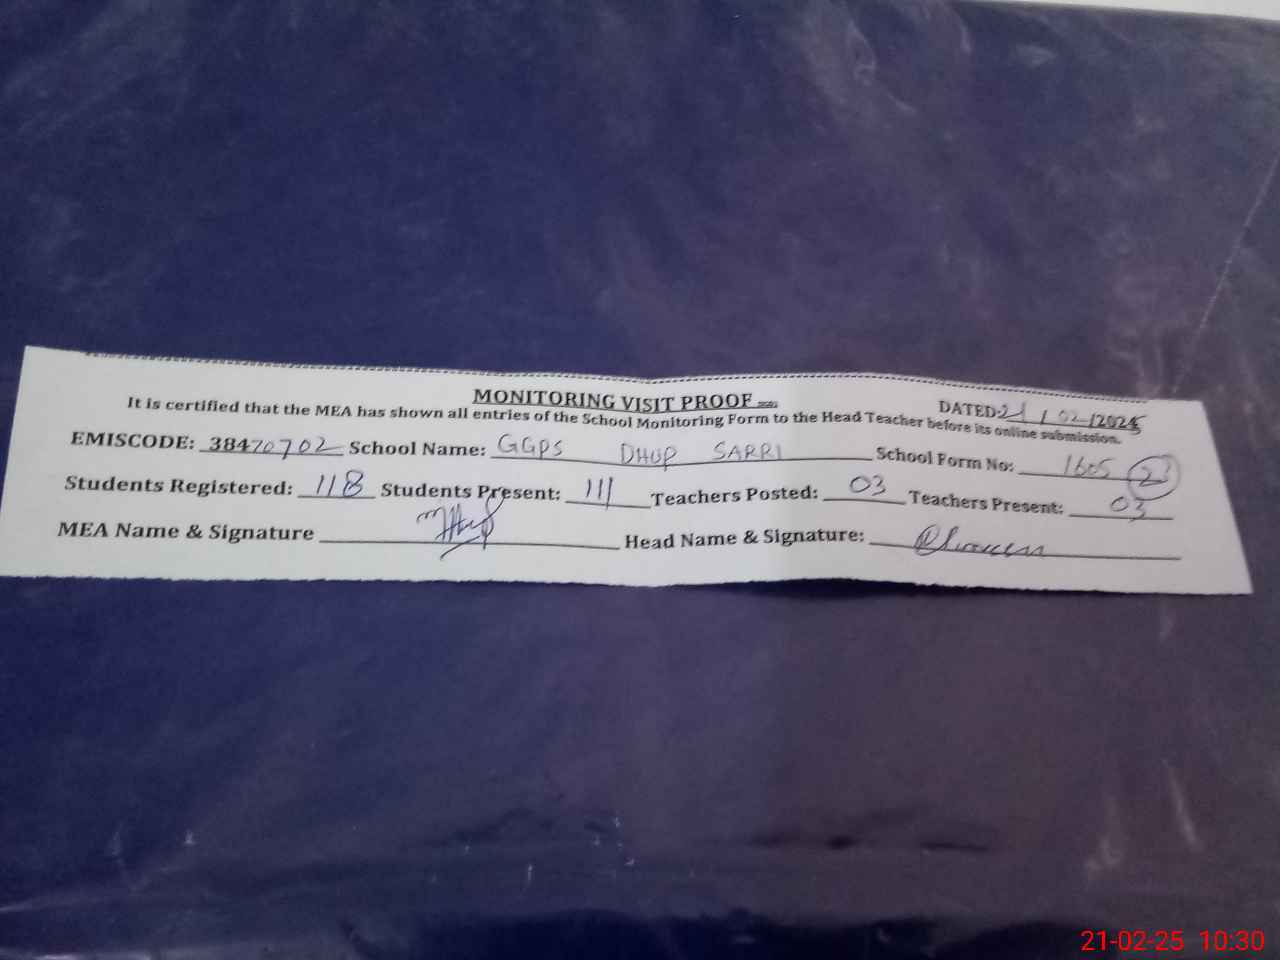 MONITORING VISIT PROOF
DATED: 21/02/2025
It is certified that the MEA has shown all entries of the School Monitoring Form to the Head Teacher before its online submission.
EMISCODE: 38470702 School Name: GGPS DHUP SARRI School Form No: 1605 23
Students Registered: 118 Students Present: 111 Teachers Posted: 03 Teachers Present: 03
MEA Name & Signature Head Name & Signature:
21-02-25 10:30